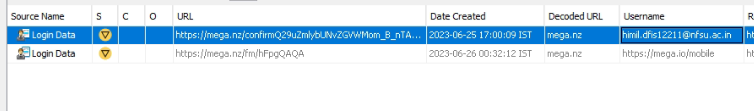 Source Name S C O URL Date Created Decoded URL Username R
Login Data https://mega.nz/confirmQ29uZmlybUNvZGVWMom_B_nTA... 2023-06-25 17:00:09 IST mega.nz himil.dfis12211@nfsu.ac.in ht
Login Data https://mega.nz/fm/hFpgQAQA 2023-06-26 00:32:12 IST mega.nz https://mega.io/mobile ht